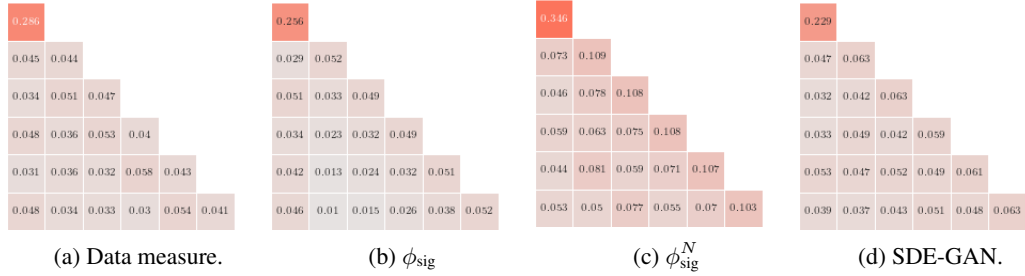 0.286 0.256 0.346 0.229
0.045 0.044 0.029 0.052 0.073 0.109 0.047 0.063
0.034 0.051 0.047 0.051 0.033 0.049 0.046 0.078 0.108 0.032 0.042 0.063
0.048 0.036 0.053 0.04 0.034 0.023 0.032 0.049 0.059 0.063 0.075 0.108 0.033 0.049 0.042 0.059
0.031 0.036 0.032 0.058 0.043 0.042 0.013 0.024 0.032 0.051 0.044 0.081 0.059 0.071 0.107 0.053 0.047 0.052 0.049 0.061
0.048 0.034 0.033 0.03 0.054 0.041 0.046 0.01 0.015 0.026 0.038 0.052 0.053 0.05 0.077 0.055 0.07 0.103 0.039 0.037 0.043 0.051 0.048 0.063
(a) Data measure. (b) ϕ_sig (c) ϕ^N_sig (d) SDE-GAN.